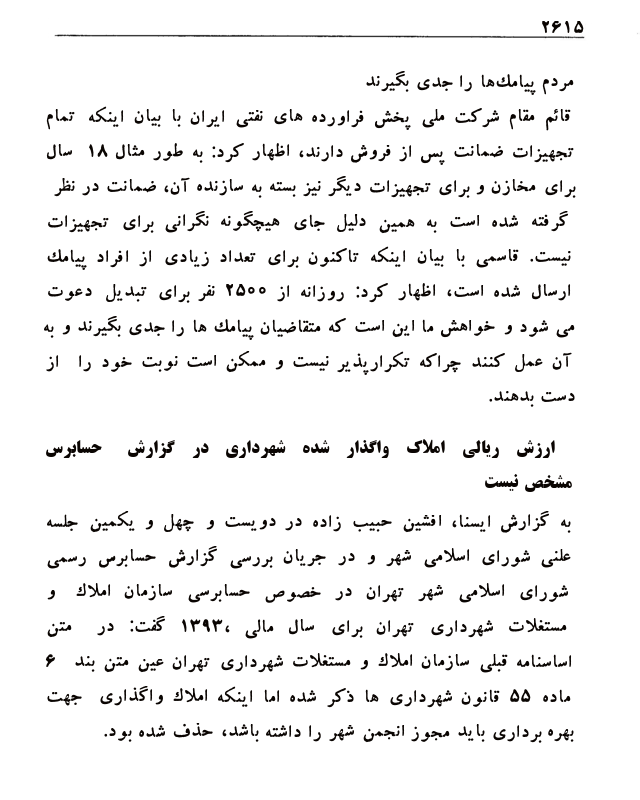 ۲۶۱۵
مردم پیامك‌ها را جدی بگیرند
قائم مقام شرکت ملی پخش فراورده های نفتی ایران با بیان اینکه تمام
تجهیزات ضمانت پس از فروش دارند، اظهار کرد: به طور مثال ۱۸ سال
برای مخازن و برای تجهیزات دیگر نیز بسته به سازنده آن، ضمانت در نظر
گرفته شده است به همین دلیل جای هیچگونه نگرانی برای تجهیزات
نیست. قاسمی با بیان اینکه تاکنون برای تعداد زیادی از افراد پیامك
ارسال شده است، اظهار کرد: روزانه از ۲۵۰۰ نفر برای تبدیل دعوت
می شود و خواهش ما این است که متقاضیان پیامك ها را جدی بگیرند و به
آن عمل کنند چراکه تکرارپذیر نیست و ممکن است نوبت خود را از
دست بدهند.
ارزش ریالی املاک واگذار شده شهرداری در گزارش حسابرس
مشخص نیست
به گزارش ایسنا، افشین حبیب زاده در دویست و چهل و یکمین جلسه
علنی شورای اسلامی شهر و در جریان بررسی گزارش حسابرس رسمی
شورای اسلامی شهر تهران در خصوص حسابرسی سازمان املاك و
مستغلات شهرداری تهران برای سال مالی ،۱۳۹۳ گفت: در متن
اساسنامه قبلی سازمان املاك و مستغلات شهرداری تهران عین متن بند ۶
ماده ۵۵ قانون شهرداری ها ذکر شده اما اینکه املاك واگذاری جهت
بهره برداری باید مجوز انجمن شهر را داشته باشد، حذف شده بود.